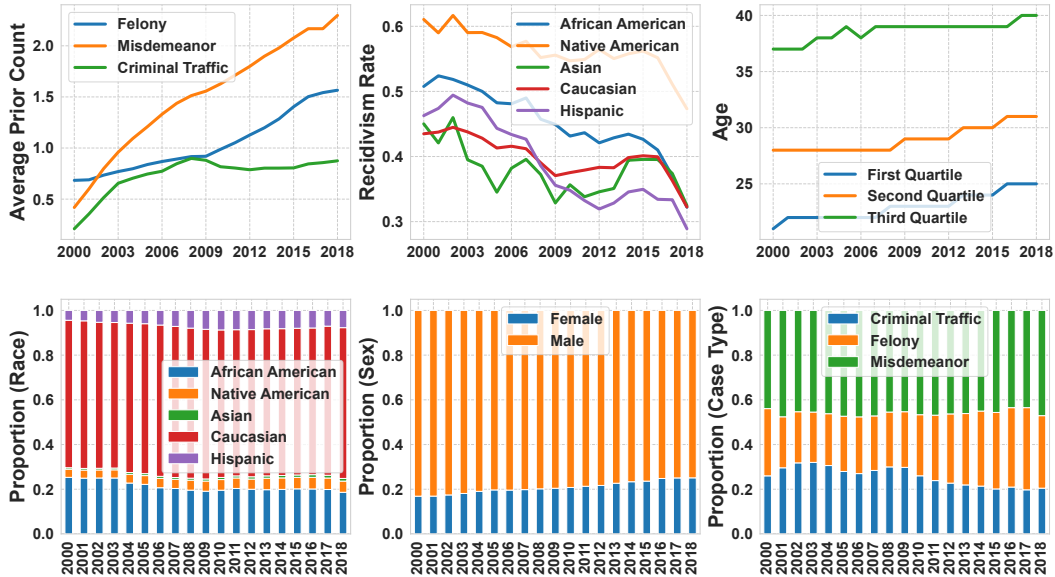 Average Prior Count
2.0
1.5
1.0
0.5
Felony
Misdemeanor
Criminal Traffic
2000 2003 2006 2009 2012 2015 2018
Recidivism Rate
0.6
0.5
0.4
0.3
African American
Native American
Asian
Caucasian
Hispanic
2000 2003 2006 2009 2012 2015 2018
Age
40
35
30
25
First Quartile
Second Quartile
Third Quartile
2000 2003 2006 2009 2012 2015 2018
Proportion (Race)
1.0
0.8
0.6
0.4
0.2
0.0
African American
Native American
Asian
Caucasian
Hispanic
2000 2001 2002 2003 2004 2005 2006 2007 2008 2009 2010 2011 2012 2013 2014 2015 2016 2017 2018
Proportion (Sex)
1.0
0.8
0.6
0.4
0.2
0.0
Female
Male
2000 2001 2002 2003 2004 2005 2006 2007 2008 2009 2010 2011 2012 2013 2014 2015 2016 2017 2018
Proportion (Case Type)
1.0
0.8
0.6
0.4
0.2
0.0
Criminal Traffic
Felony
Misdemeanor
2000 2001 2002 2003 2004 2005 2006 2007 2008 2009 2010 2011 2012 2013 2014 2015 2016 2017 2018